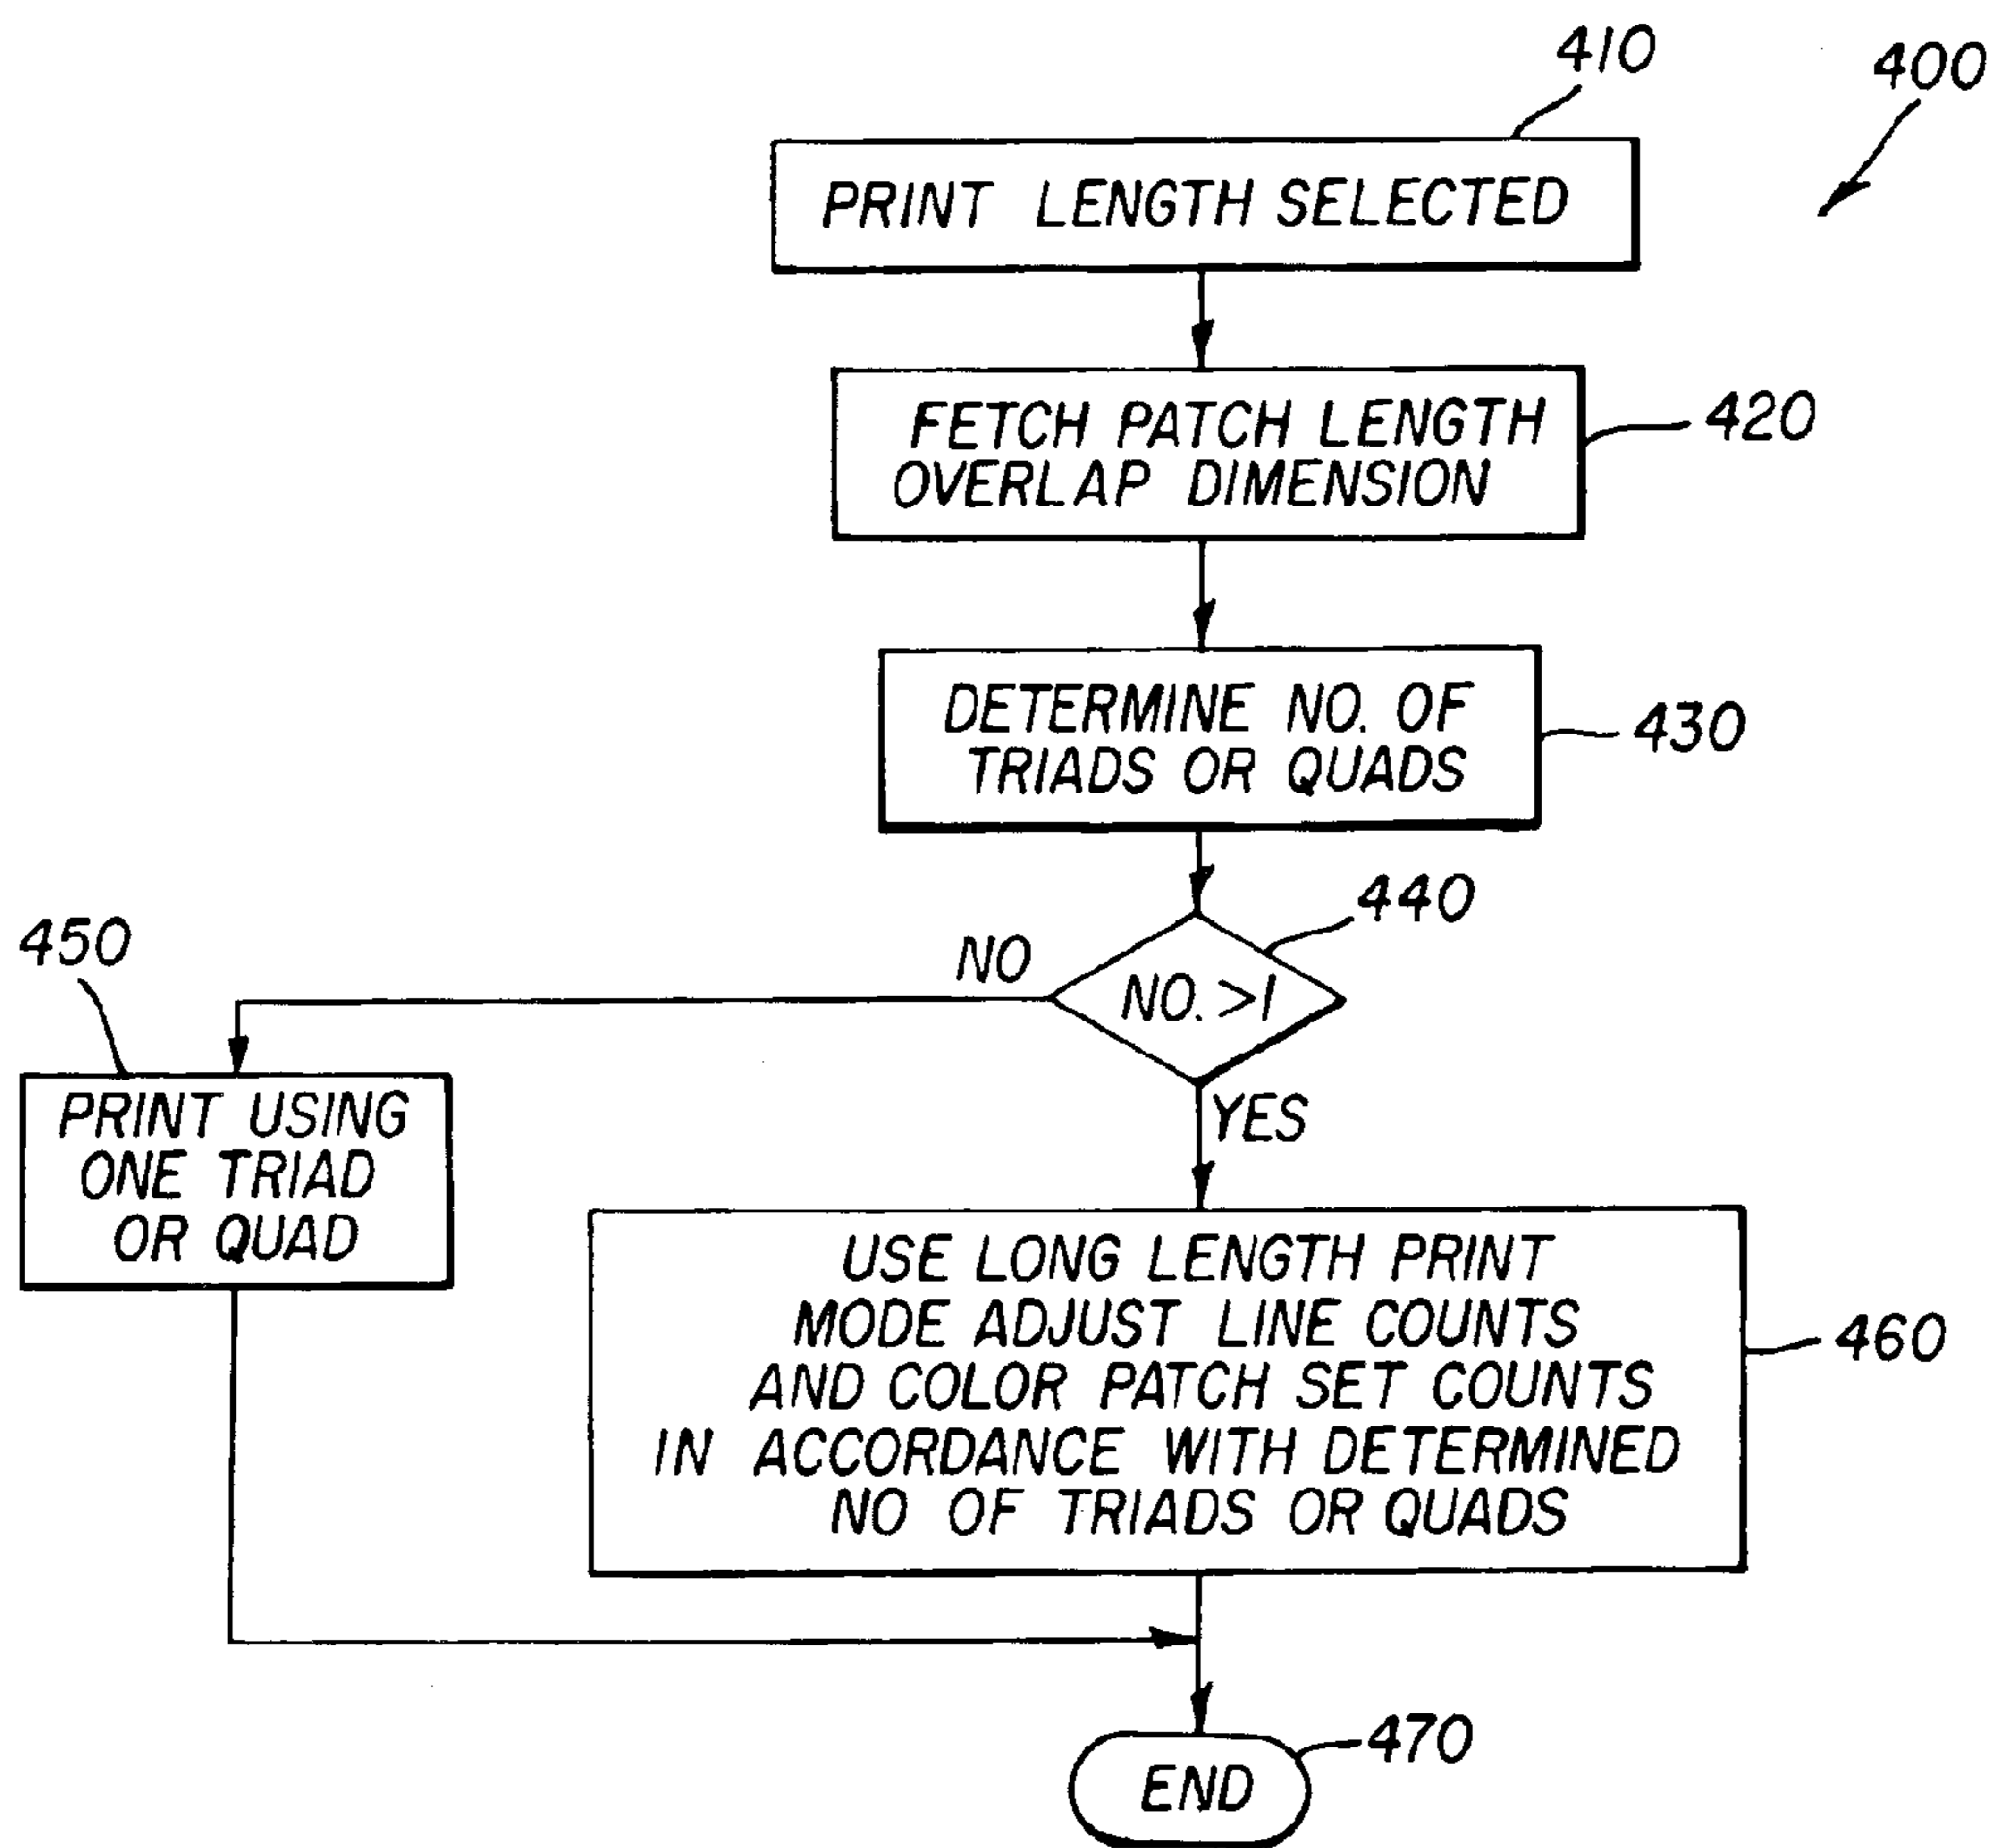 410
400
PRINT LENGTH SELECTED
FETCH PATCH LENGTH
OVERLAP DIMENSION
420
DETERMINE NO. OF
TRIADS OR QUADS
430
440
450
NO
NO. >1
YES
PRINT USING
ONE TRIAD
OR QUAD
USE LONG LENGTH PRINT
MODE ADJUST LINE COUNTS
AND COLOR PATCH SET COUNTS
IN ACCORDANCE WITH DETERMINED
NO OF TRIADS OR QUADS
460
470
END